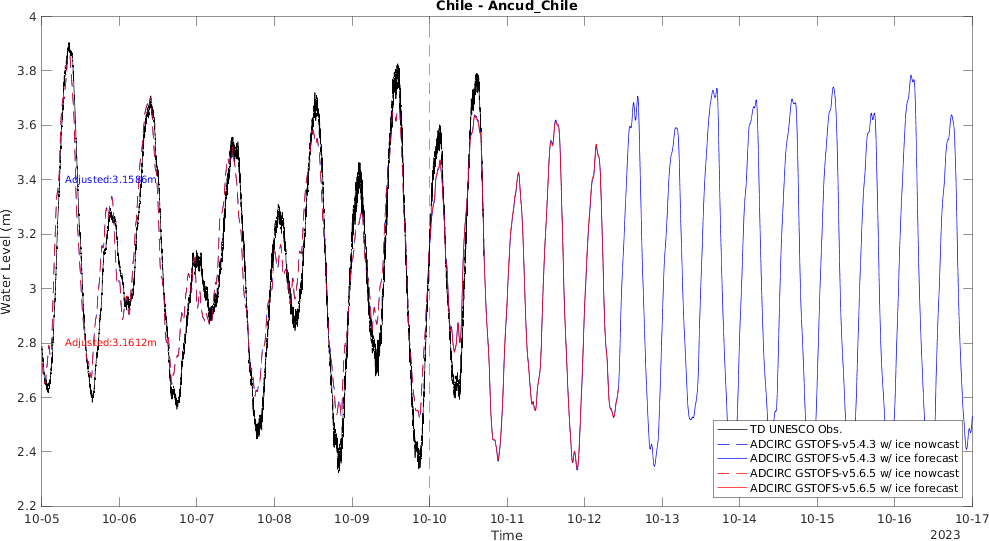 Chile - Ancud_Chile
Water Level (m)
4
3.8
3.6
3.4
3.2
3
2.8
2.6
2.4
2.2
Adjusted:3.1586m
Adjusted:3.1612m
TD UNESCO Obs.
ADCIRC GSTOFS-v5.4.3 w/ ice nowcast
ADCIRC GSTOFS-v5.4.3 w/ ice forecast
ADCIRC GSTOFS-v5.6.5 w/ ice nowcast
ADCIRC GSTOFS-v5.6.5 w/ ice forecast
10-05 10-06 10-07 10-08 10-09 10-10 10-11 10-12 10-13 10-14 10-15 10-16 10-17
Time
2023